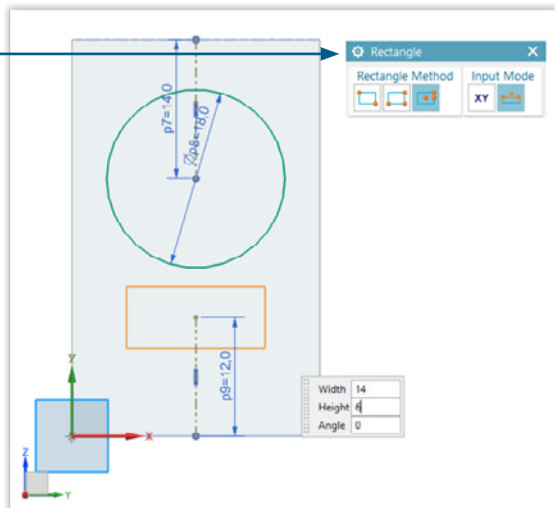 Rectangle X
Rectangle Method Input Mode
XY
p7=14,0
Øp8=18,0
p9=12,0
Width 14
Height 6
Angle 0
Y
X
Z
Y